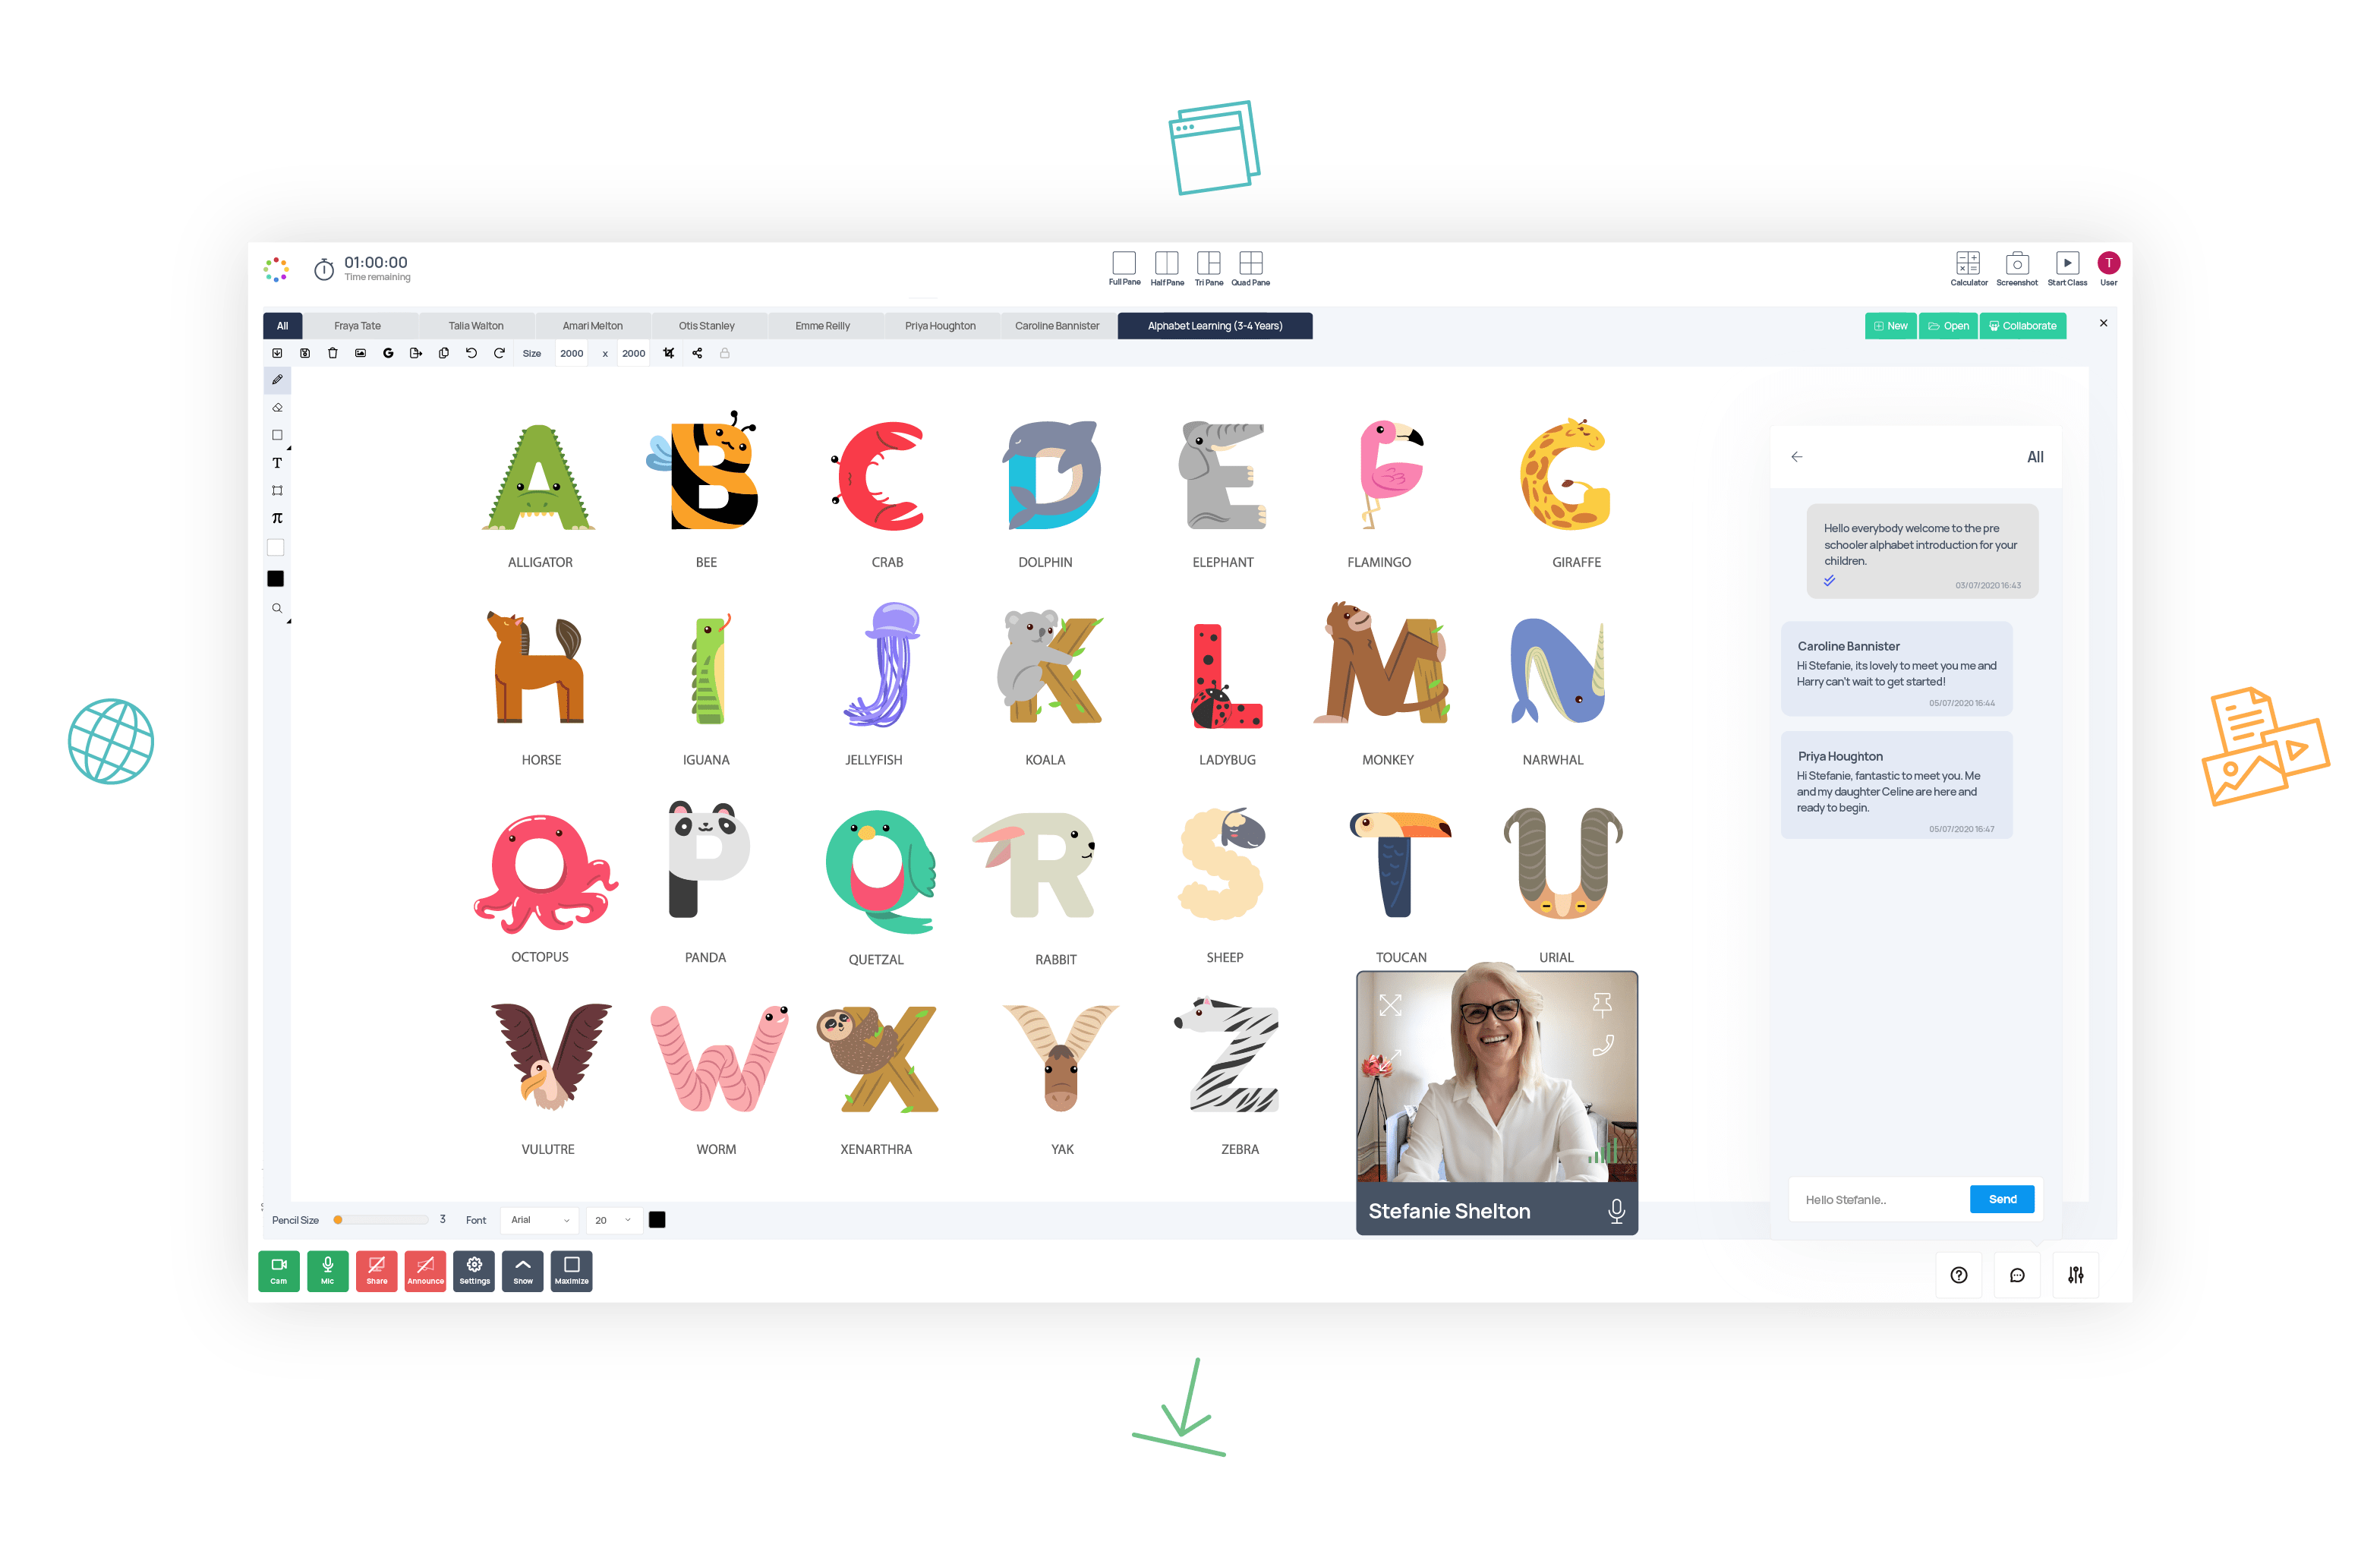 01:00:00
Time remaining
Full Pane Half Pane Tri Pane Quad Pane
Calculator Screenshot Start Class T User
All Fraya Tate Talia Walton Amari Melton Otis Stanley Emme Reilly Priya Houghton Caroline Bannister Alphabet Learning (3-4 Years)
New Open Collaborate
Size 2000 x 2000
T
π
A B C D E F G
ALLIGATOR BEE CRAB DOLPHIN ELEPHANT FLAMINGO GIRAFFE
H I J K L M N
HORSE IGUANA JELLYFISH KOALA LADYBUG MONKEY NARWHAL
O P Q R S T U
OCTOPUS PANDA QUETZAL RABBIT SHEEP TOUCAN URIAL
V W X Y Z
VULUTRE WORM XENARTHRA YAK ZEBRA
Stefanie Shelton
All
Hello everybody welcome to the pre
schooler alphabet introduction for your
children.
03/07/2020 16:43
Caroline Bannister
Hi Stefanie, its lovely to meet you me and
Harry can't wait to get started!
05/07/2020 16:44
Priya Houghton
Hi Stefanie, fantastic to meet you. Me
and my daughter Celine are here and
ready to begin.
05/07/2020 16:47
Hello Stefanie..
Send
Pencil Size 3 Font Arial 20
Cam Mic Share Announce Settings Show Maximize